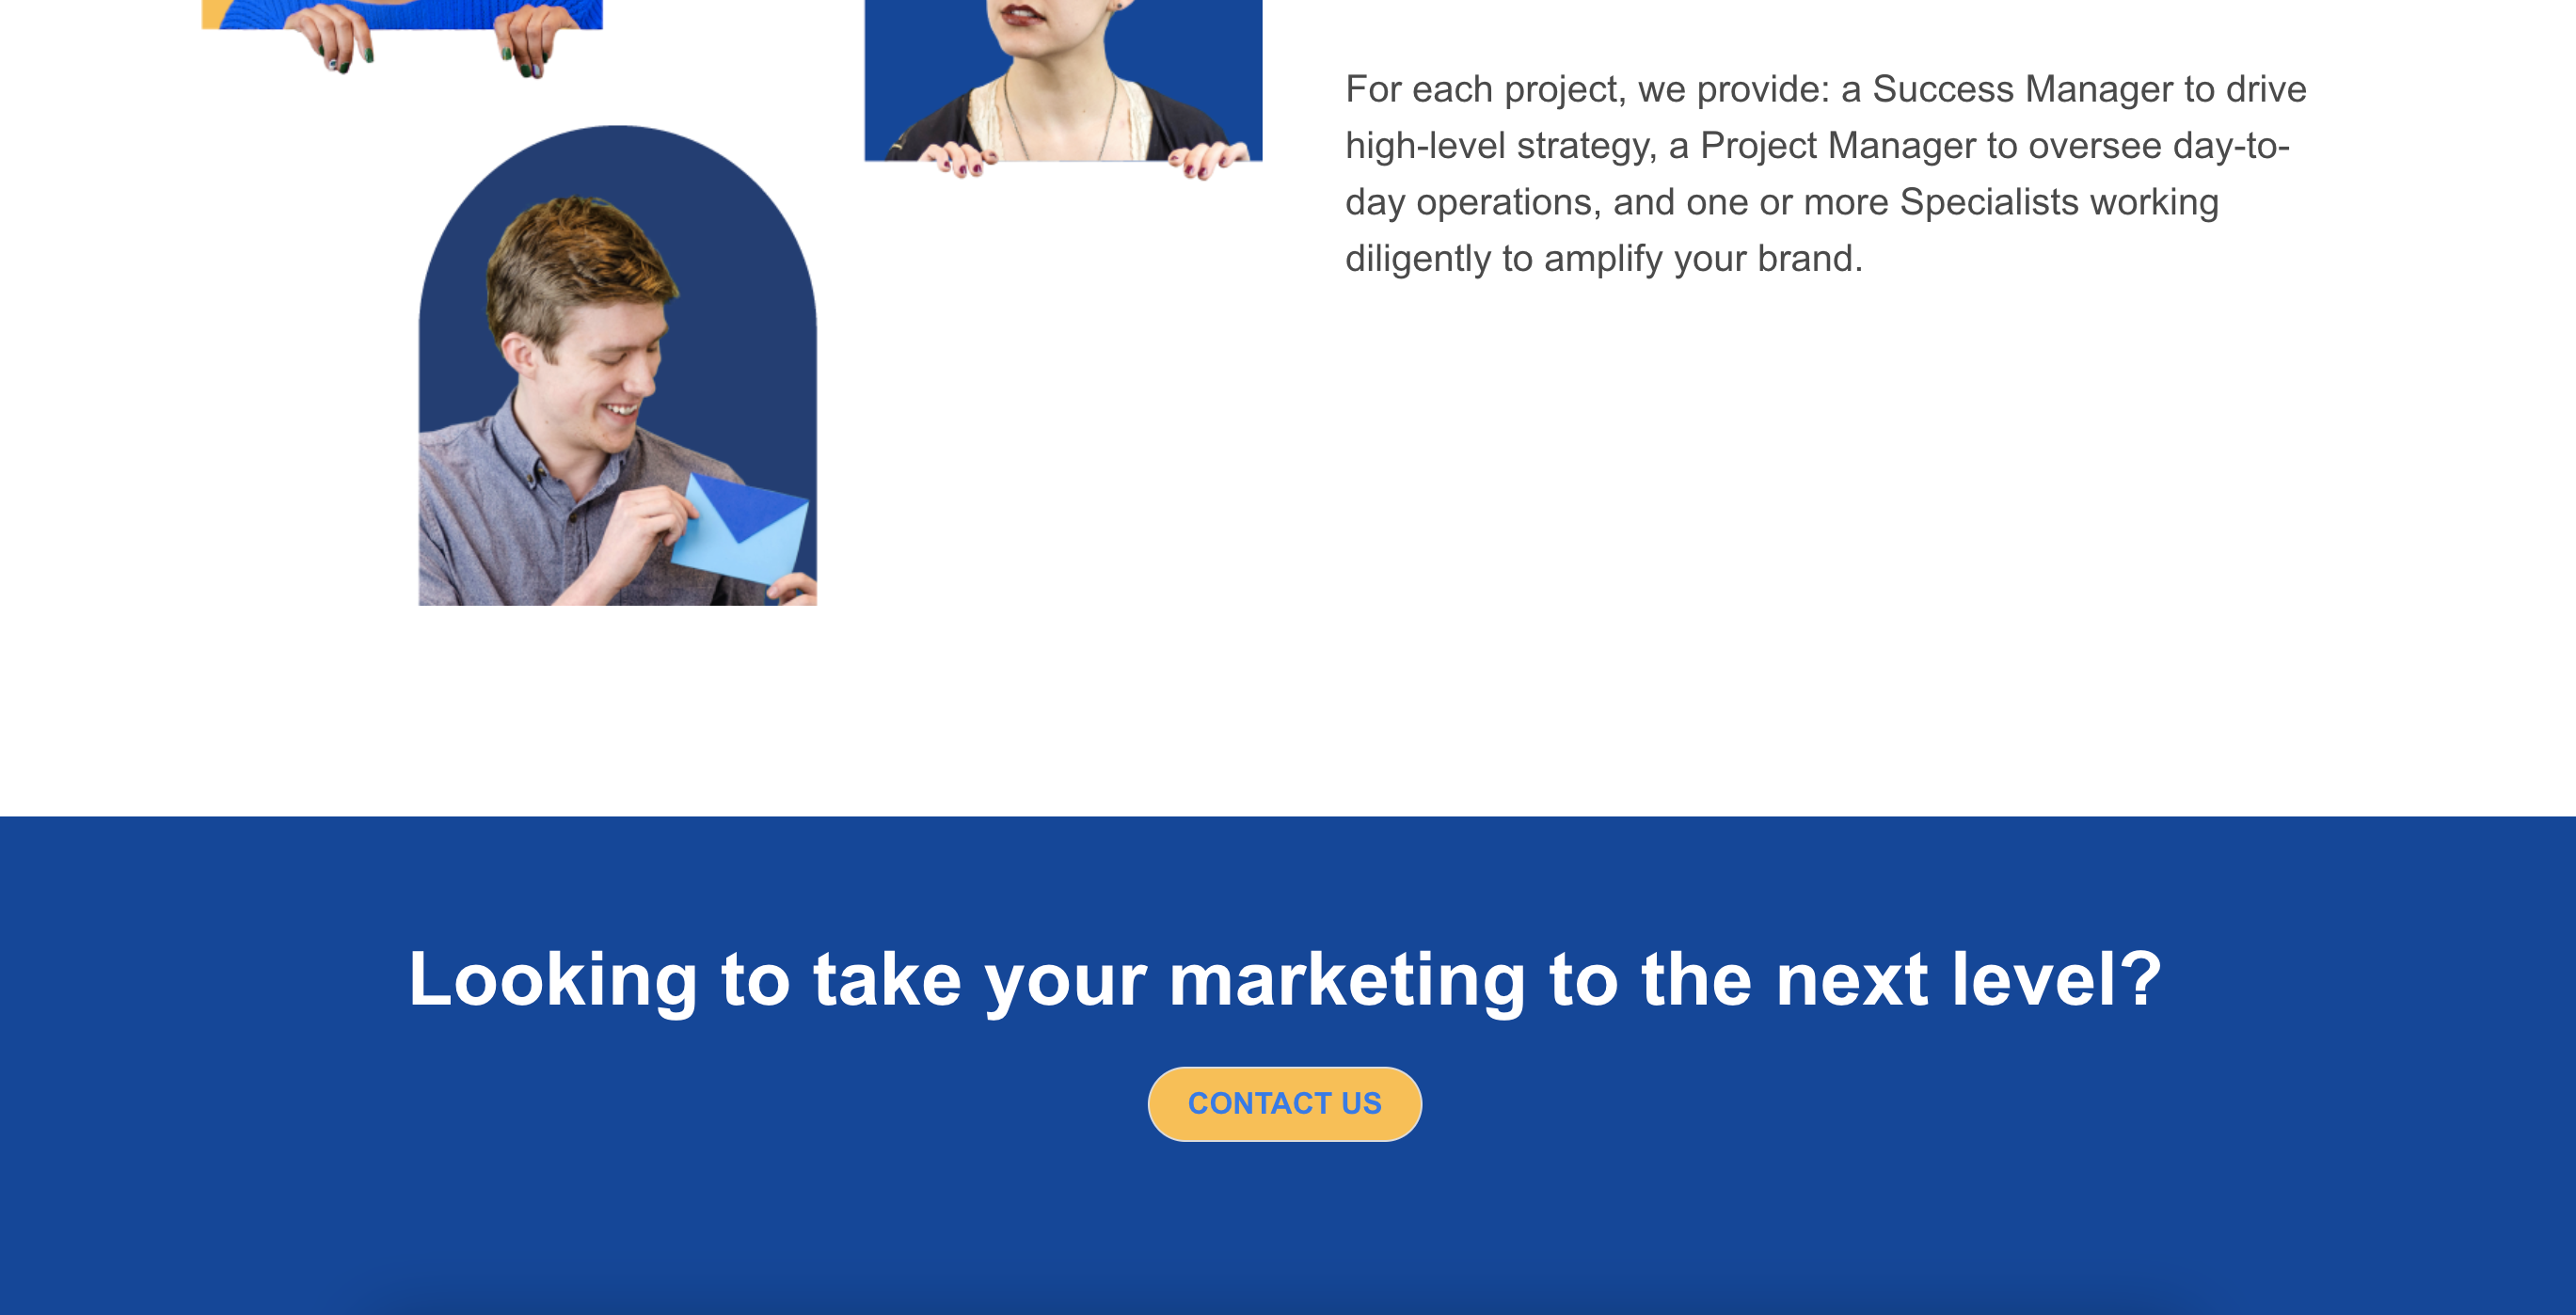 For each project, we provide: a Success Manager to drive
high-level strategy, a Project Manager to oversee day-to-
day operations, and one or more Specialists working
diligently to amplify your brand.
Looking to take your marketing to the next level?
CONTACT US